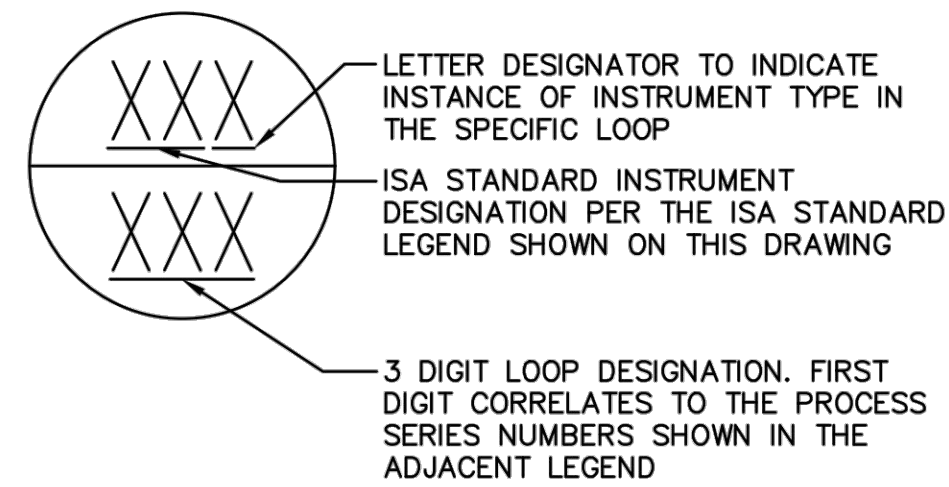 XXX
LETTER DESIGNATOR TO INDICATE
INSTANCE OF INSTRUMENT TYPE IN
THE SPECIFIC LOOP
ISA STANDARD INSTRUMENT
DESIGNATION PER THE ISA STANDARD
LEGEND SHOWN ON THIS DRAWING
XXX
3 DIGIT LOOP DESIGNATION. FIRST
DIGIT CORRELATES TO THE PROCESS
SERIES NUMBERS SHOWN IN THE
ADJACENT LEGEND